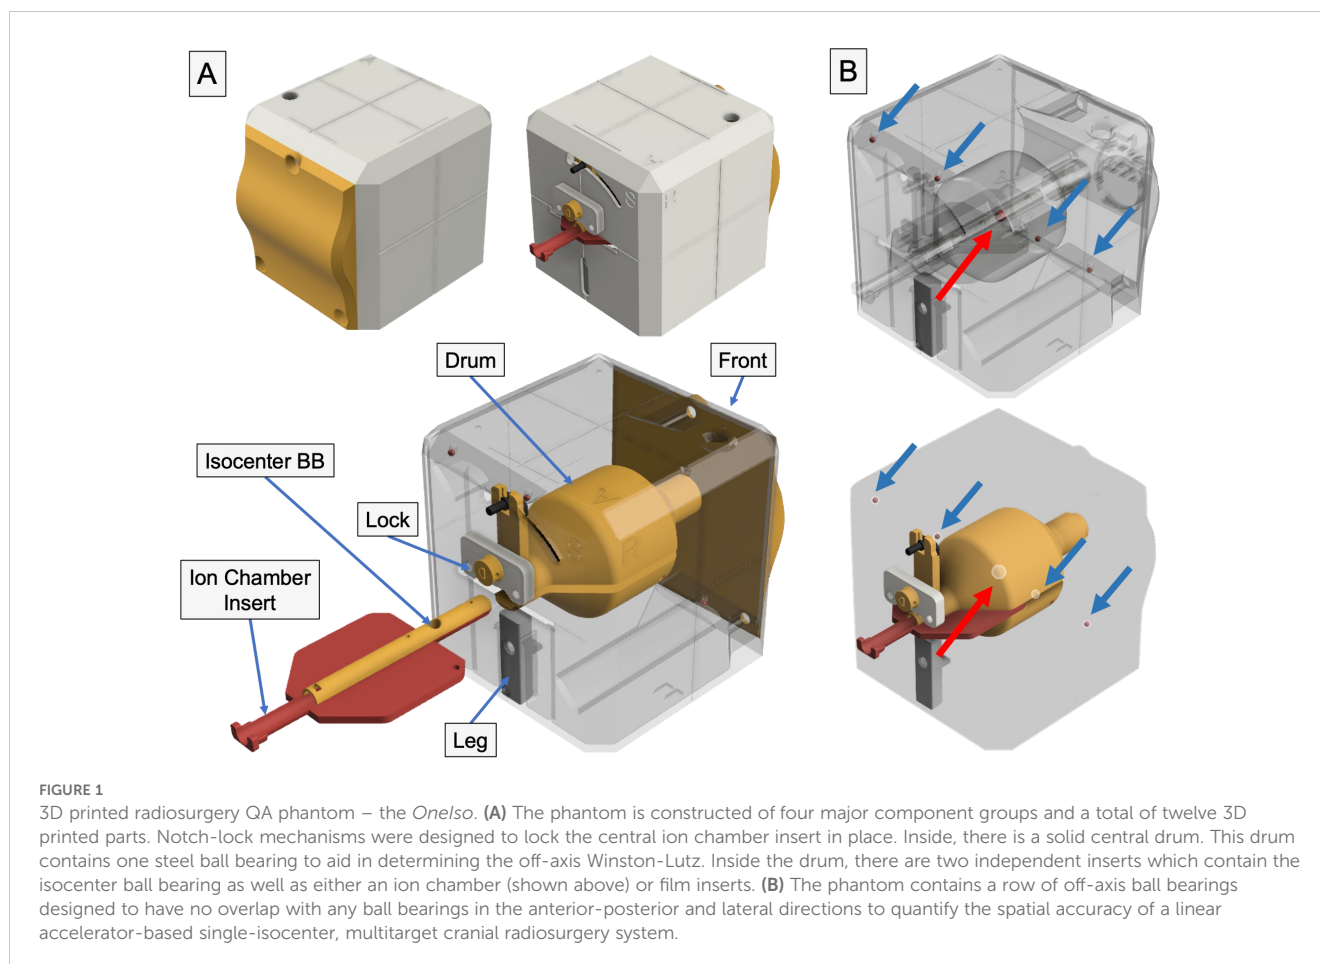 A
B
Drum
Front
Isocenter BB
Lock
Ion Chamber
Insert
Leg
FIGURE 1
3D printed radiosurgery QA phantom – the OneIso. (A) The phantom is constructed of four major component groups and a total of twelve 3D
printed parts. Notch-lock mechanisms were designed to lock the central ion chamber insert in place. Inside, there is a solid central drum. This drum
contains one steel ball bearing to aid in determining the off-axis Winston-Lutz. Inside the drum, there are two independent inserts which contain the
isocenter ball bearing as well as either an ion chamber (shown above) or film inserts. (B) The phantom contains a row of off-axis ball bearings
designed to have no overlap with any ball bearings in the anterior-posterior and lateral directions to quantify the spatial accuracy of a linear
accelerator-based single-isocenter, multitarget cranial radiosurgery system.